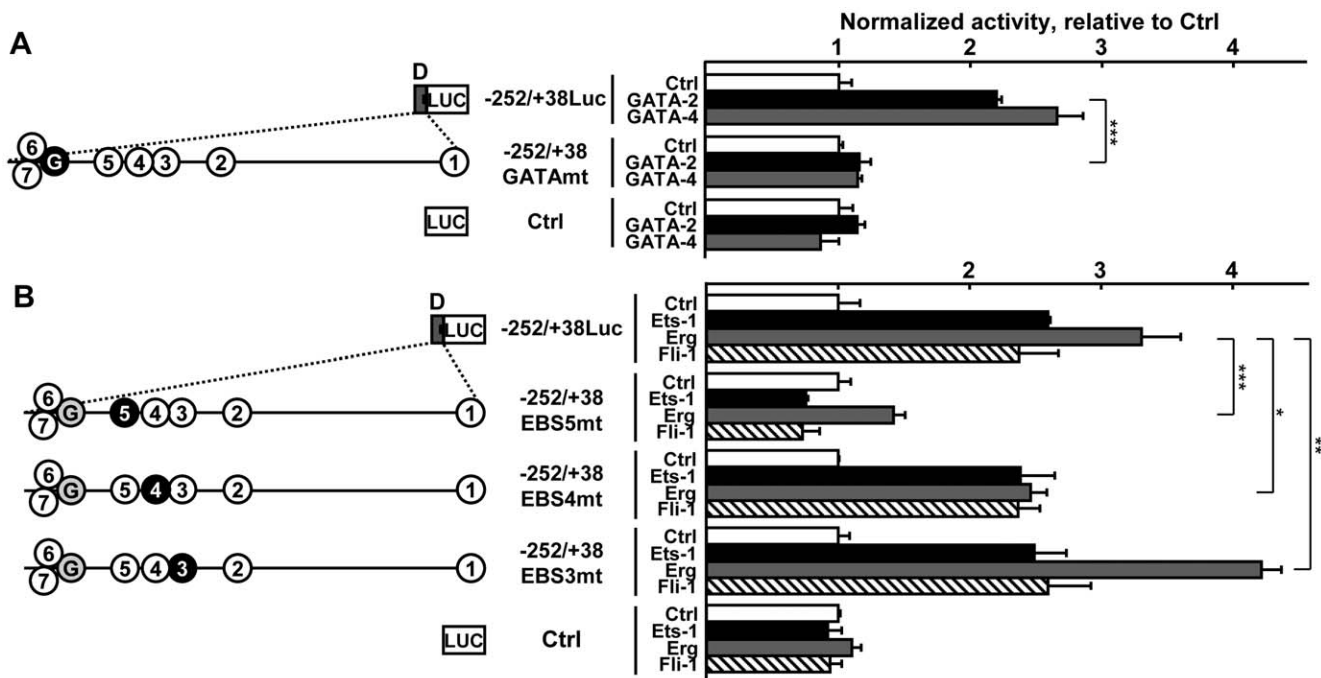 Normalized activity, relative to Ctrl
A
1 2 3 4
D
LUC
-252/+38Luc
Ctrl
GATA-2
GATA-4
***
6
7
G
5 4 3 2 1
-252/+38
GATAmt
Ctrl
GATA-2
GATA-4
LUC
Ctrl
Ctrl
GATA-2
GATA-4
2 3 4
B
D
LUC
-252/+38Luc
Ctrl
Ets-1
Erg
Fli-1
***
*
**
6
7
G
5 4 3 2 1
-252/+38
EBS5mt
Ctrl
Ets-1
Erg
Fli-1
6
7
G
5 4 3 2 1
-252/+38
EBS4mt
Ctrl
Ets-1
Erg
Fli-1
6
7
G
5 4 3 2 1
-252/+38
EBS3mt
Ctrl
Ets-1
Erg
Fli-1
LUC
Ctrl
Ctrl
Ets-1
Erg
Fli-1